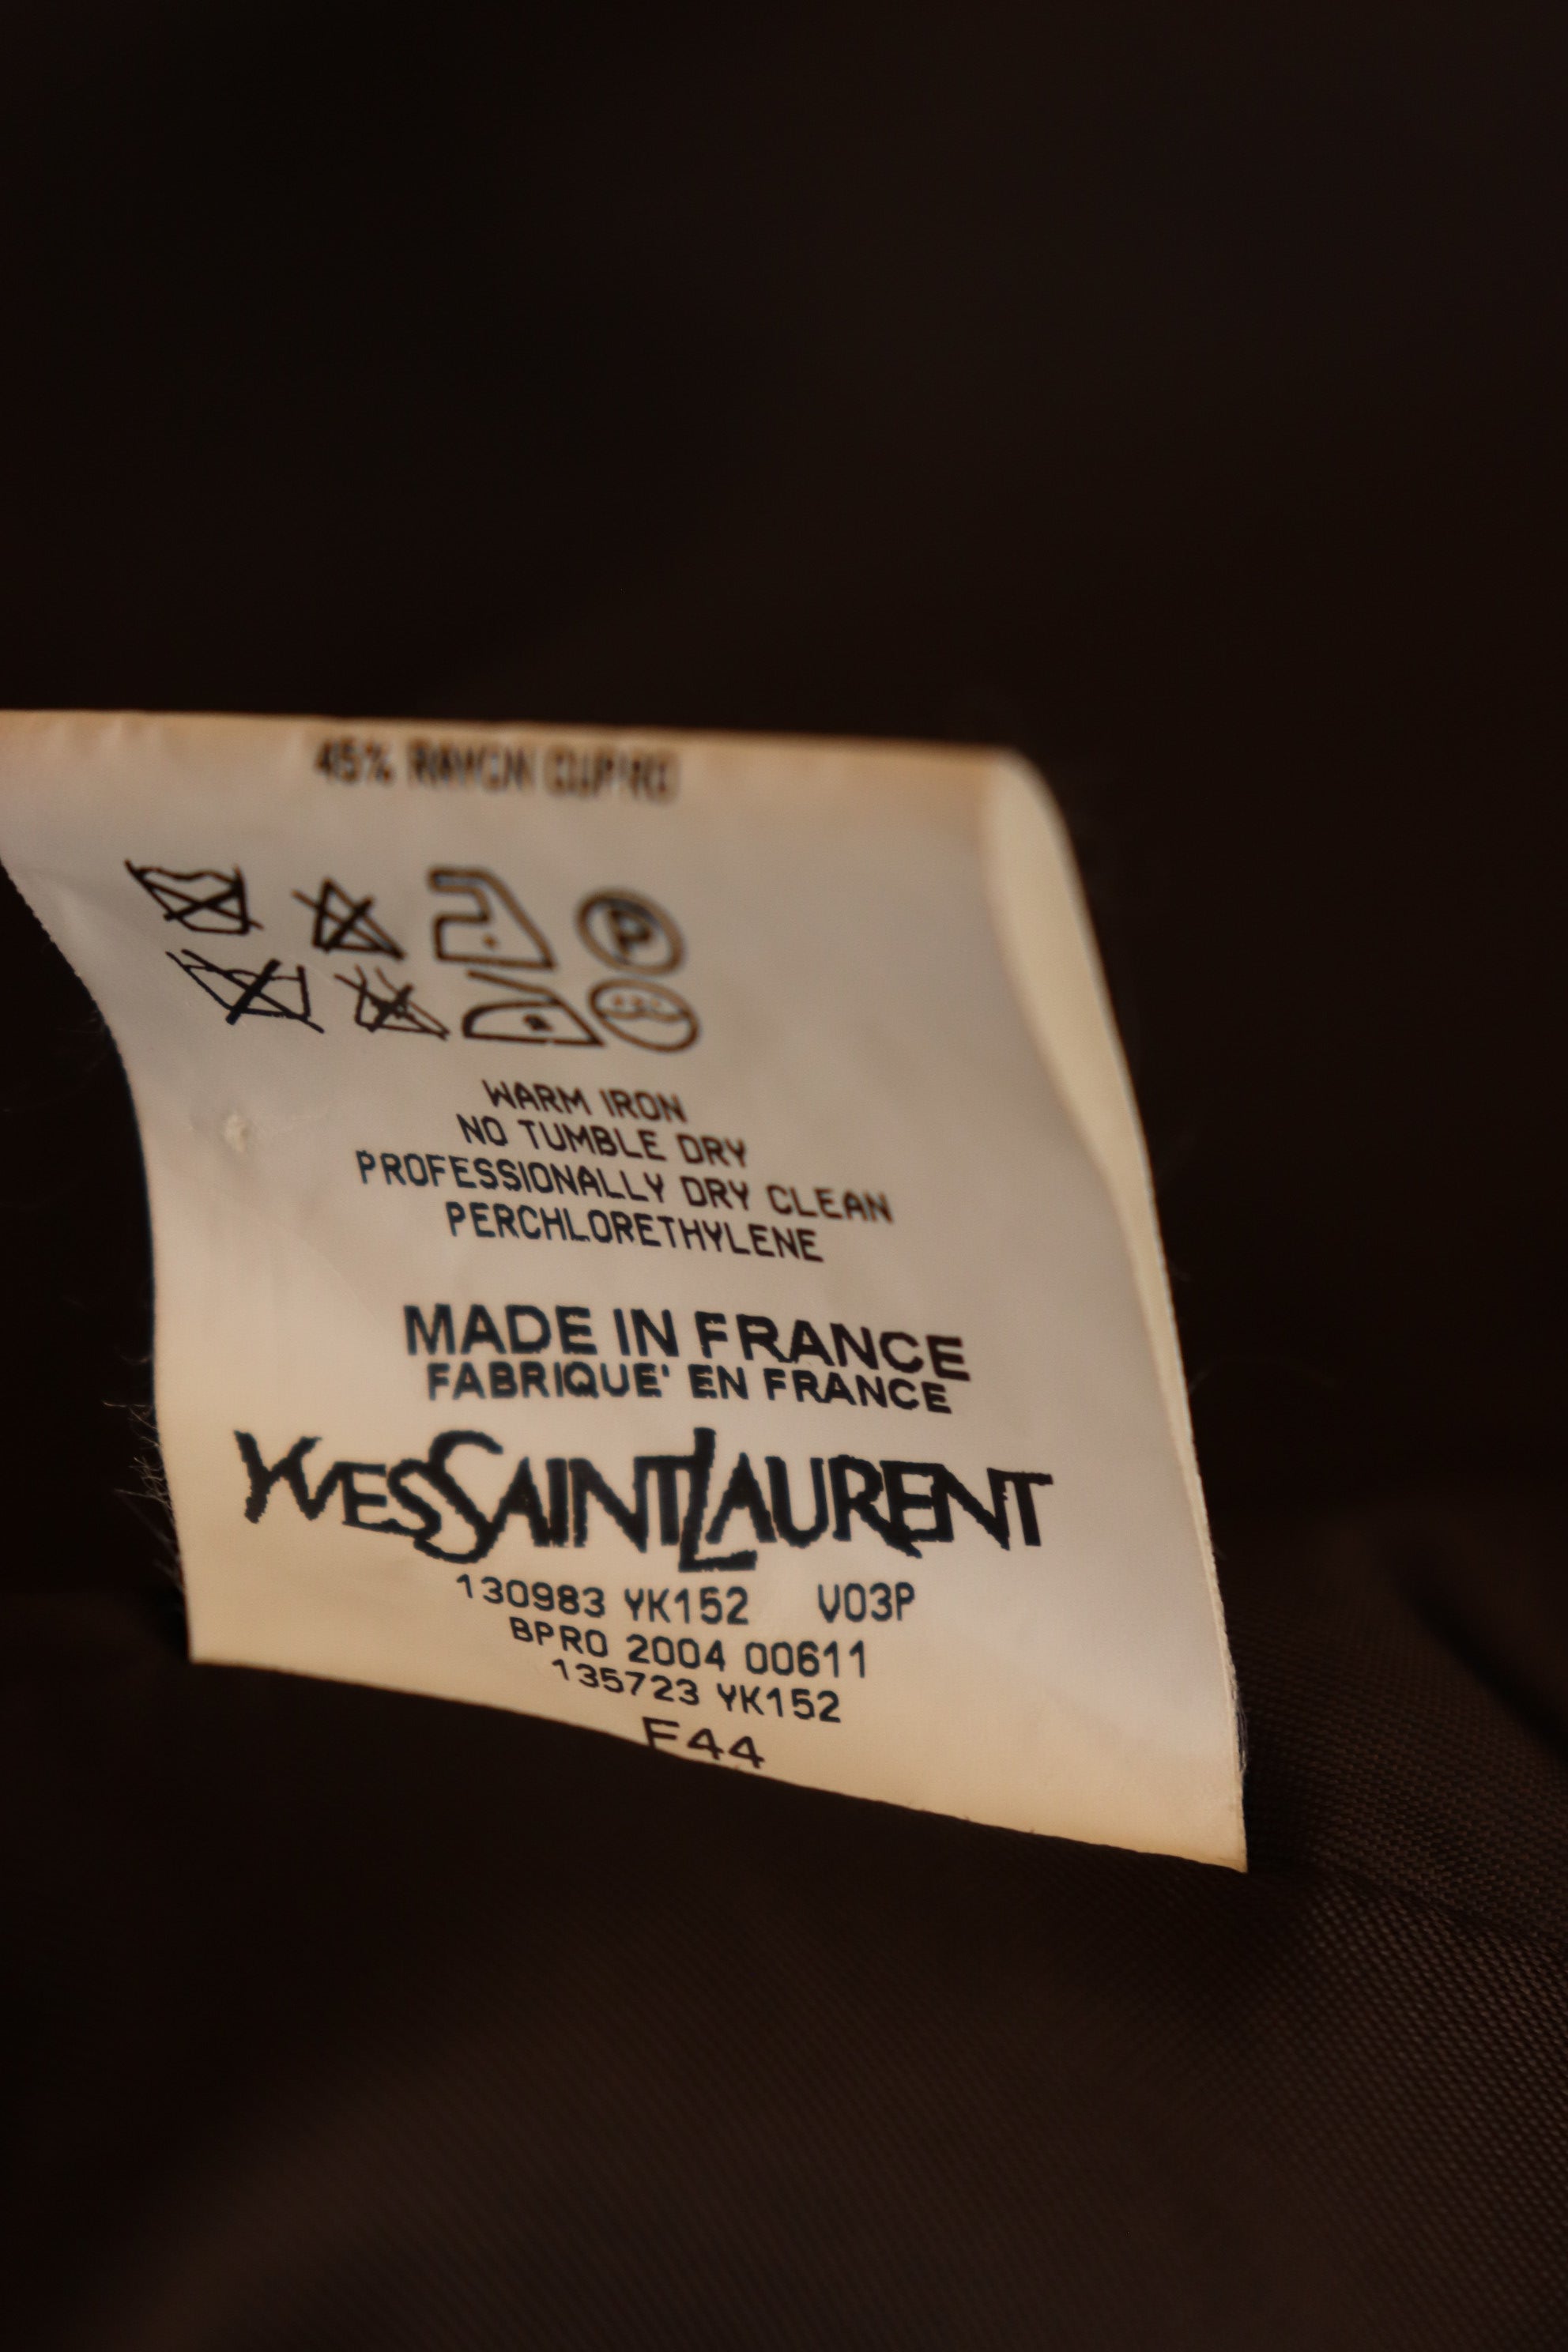 45% RAYON CUPRO
P
WARM IRON
NO TUMBLE DRY
PROFESSIONALLY DRY CLEAN
PERCHLORETHYLENE
MADE IN FRANCE
FABRIQUE' EN FRANCE
YVESSAINTLAURENT
130983 YK152 V03P
BPRO 2004 00611
135723 YK152
F44